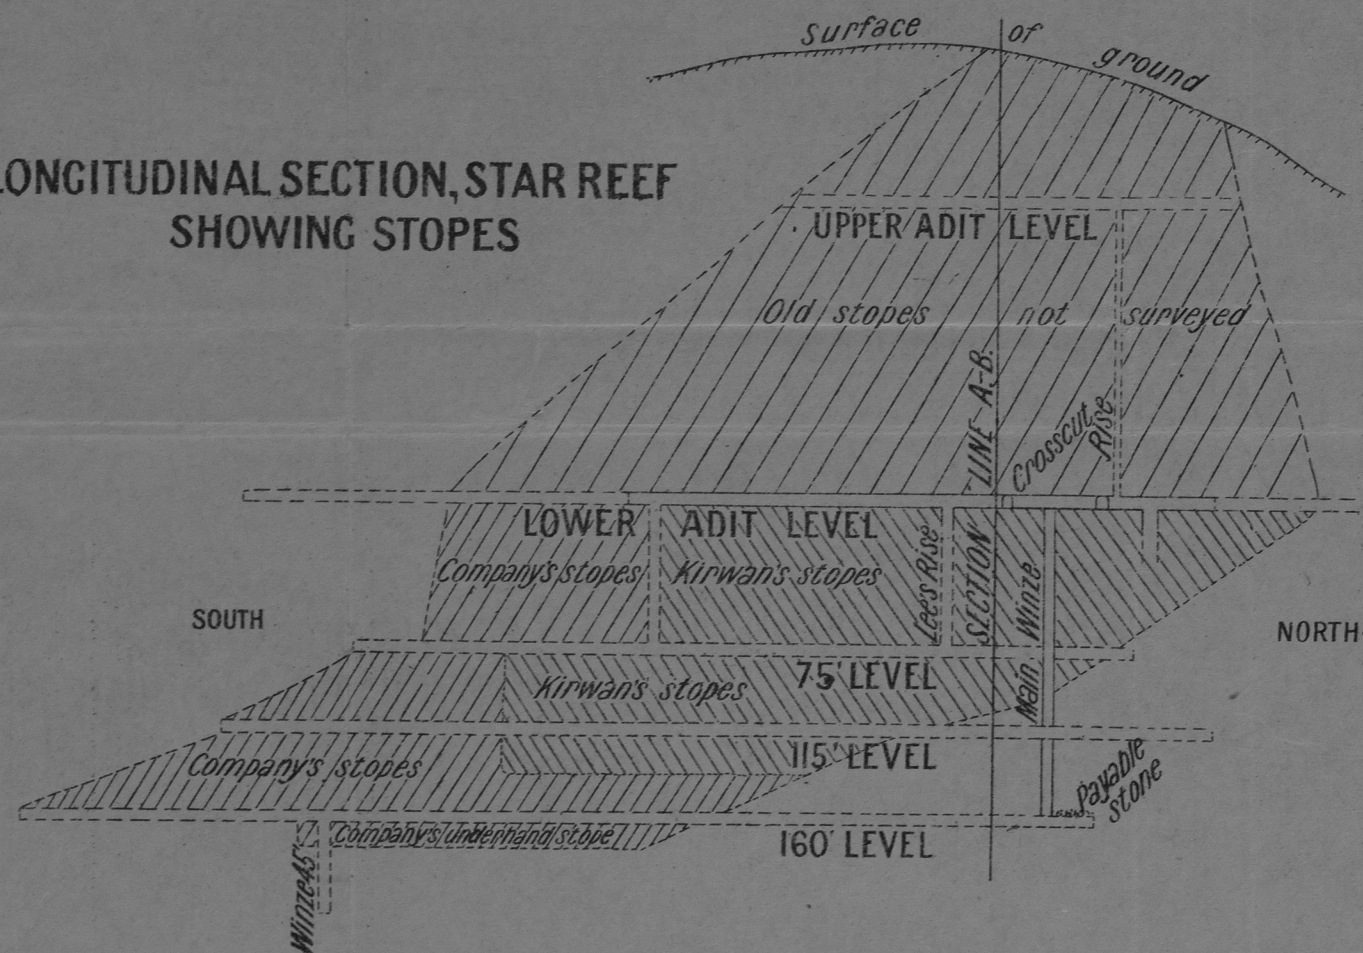 surface of ground
LONGITUDINAL SECTION, STAR REEF
SHOWING STOPES
UPPER ADIT LEVEL
Old stopes not surveyed
SECTION LINE A-B.
Crosscut
Rise
LOWER ADIT LEVEL
Company's stopes
Kirwan's stopes
Lees Rise
Main Winze
SOUTH
NORTH
Kirwan's stopes
75' LEVEL
Company's stopes
115' LEVEL
Payable
stone
Company's underhand stope
160' LEVEL
Winze 45'